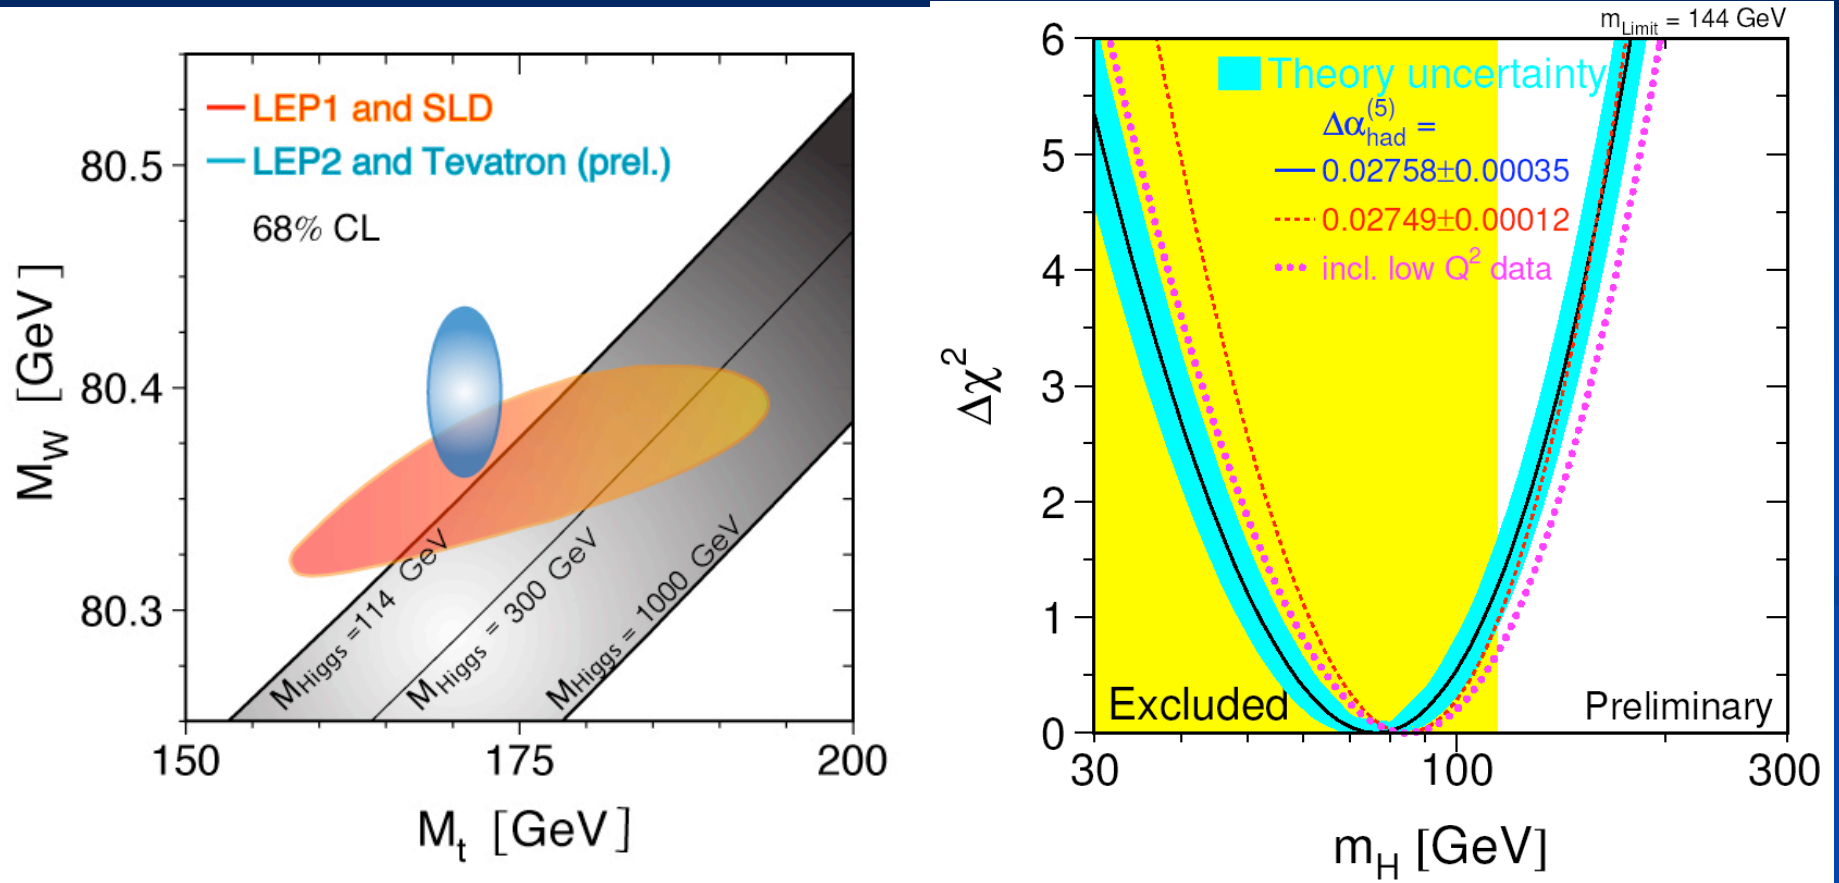 LEP1 and SLD
LEP2 and Tevatron (prel.)
68% CL
80.5
80.4
80.3
M_W [GeV]
M_Higgs =114 GeV
M_Higgs = 300 GeV
M_Higgs = 1000 GeV
150 175 200
M_t [GeV]
m_Limit = 144 GeV
Theory uncertainty
Δα_had^(5) =
0.02758±0.00035
0.02749±0.00012
incl. low Q² data
6
5
4
3
2
1
0
Δχ²
Excluded
Preliminary
30 100 300
m_H [GeV]